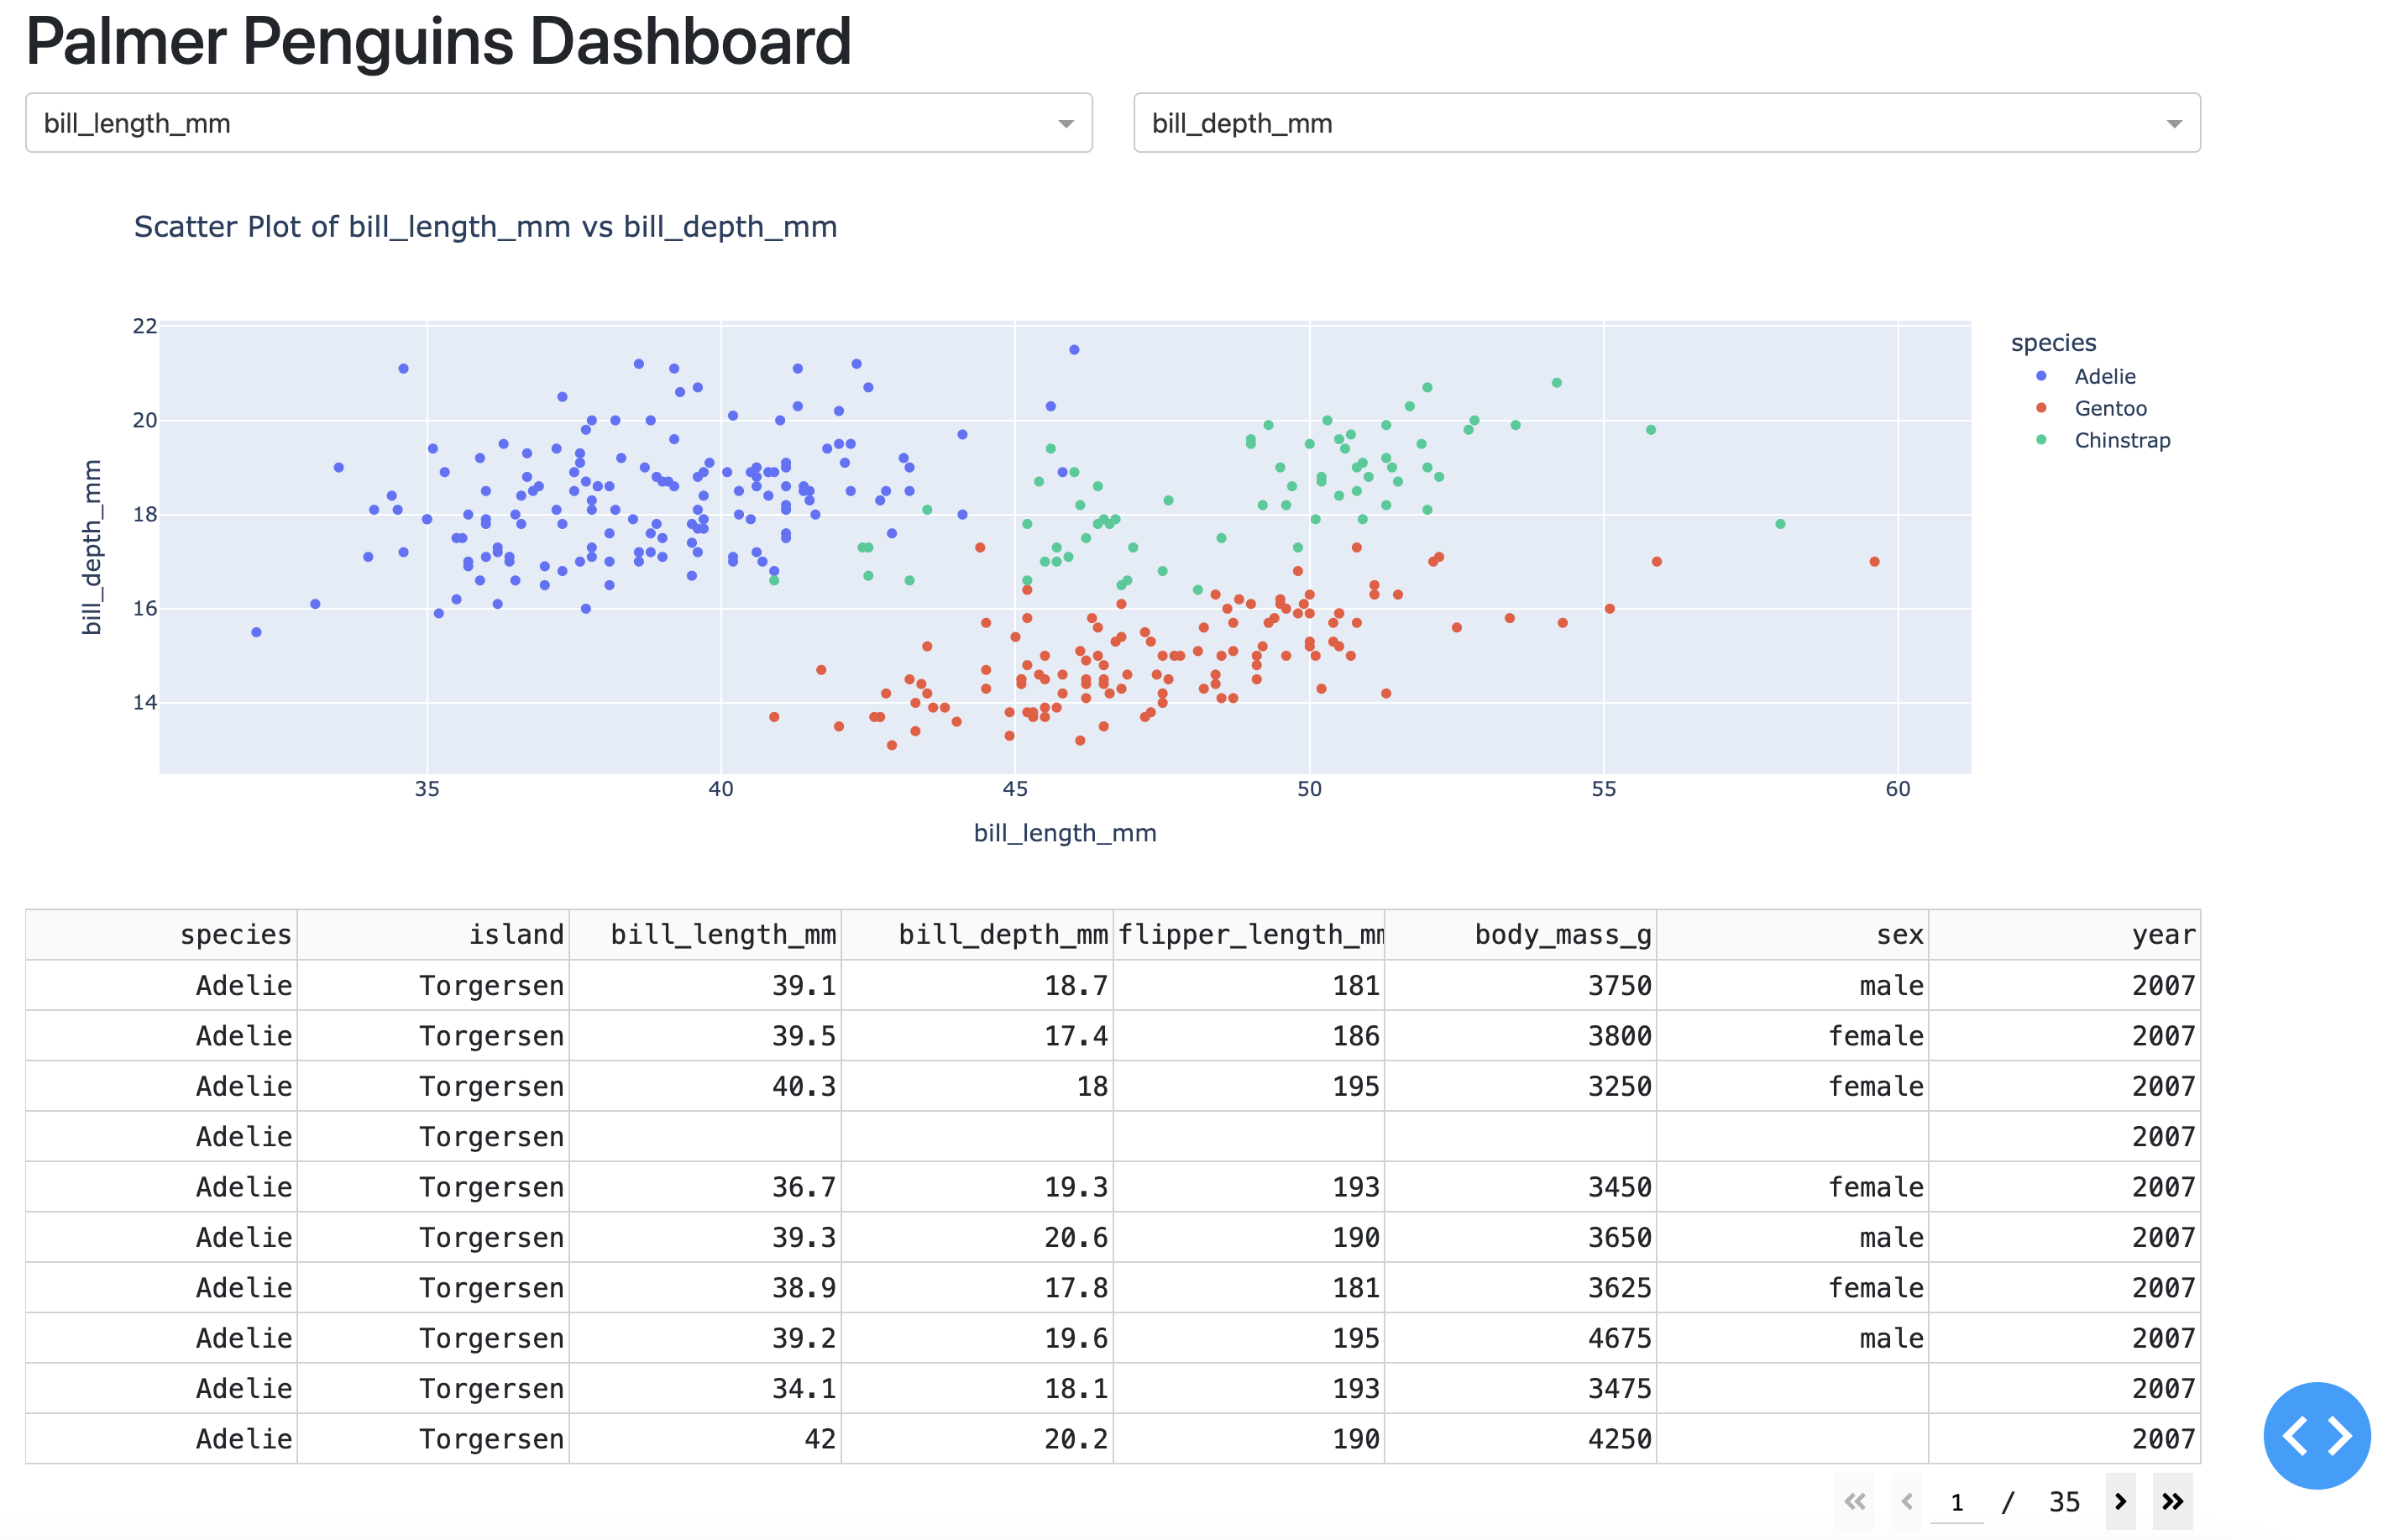 Palmer Penguins Dashboard
bill_length_mm bill_depth_mm
Scatter Plot of bill_length_mm vs bill_depth_mm
22
20
18
16
14
bill_depth_mm
35 40 45 50 55 60
bill_length_mm
species
Adelie
Gentoo
Chinstrap
species island bill_length_mm bill_depth_mm flipper_length_mm body_mass_g sex year
Adelie Torgersen 39.1 18.7 181 3750 male 2007
Adelie Torgersen 39.5 17.4 186 3800 female 2007
Adelie Torgersen 40.3 18 195 3250 female 2007
Adelie Torgersen 2007
Adelie Torgersen 36.7 19.3 193 3450 female 2007
Adelie Torgersen 39.3 20.6 190 3650 male 2007
Adelie Torgersen 38.9 17.8 181 3625 female 2007
Adelie Torgersen 39.2 19.6 195 4675 male 2007
Adelie Torgersen 34.1 18.1 193 3475 2007
Adelie Torgersen 42 20.2 190 4250 2007
1 / 35